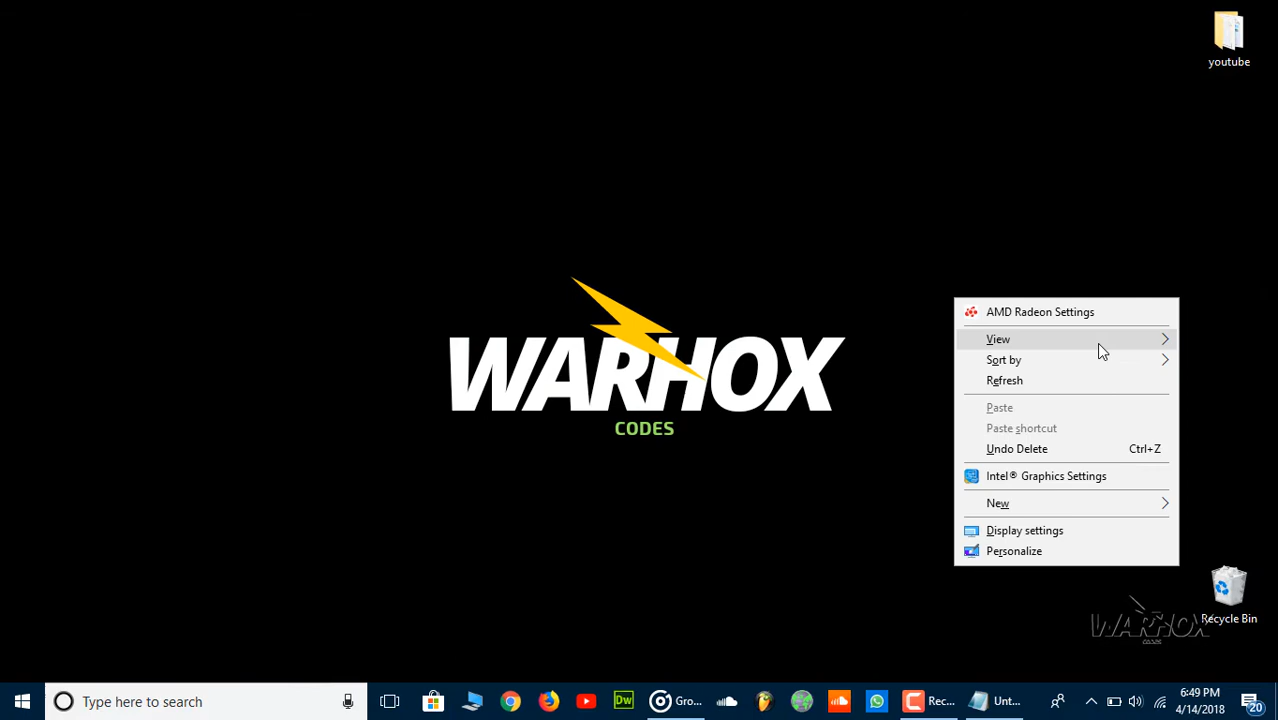 youtube
WARHOX
CODES
AMD Radeon Settings
View
Sort by
Refresh
Paste
Paste shortcut
Undo Delete Ctrl+Z
Intel® Graphics Settings
New
Display settings
Personalize
WARHOX
CODES
Recycle Bin
Type here to search
Dw
Gro...
Rec...
Unt...
6:49 PM
4/14/2018
20